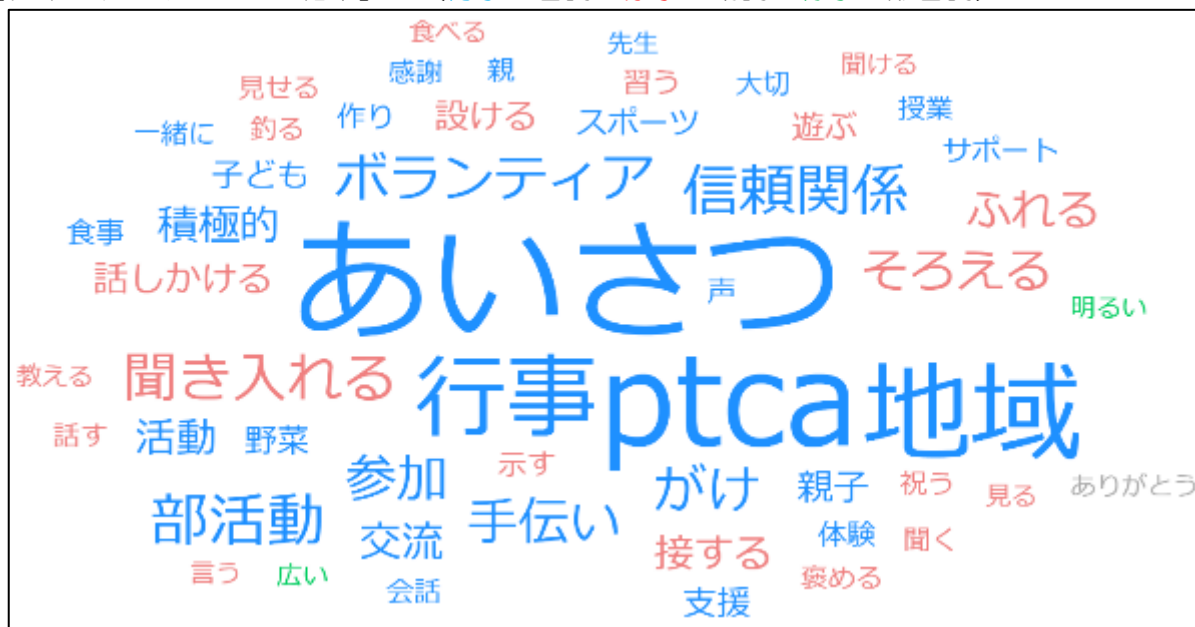 食べる 先生
感謝 親 習う 大切 聞ける
見せる 作り 設ける スポーツ 遊ぶ 授業
一緒に 釣る サポート
子ども ボランティア 信頼関係
食事 積極的 ふれる
話しかける あいさつ 声 そろえる
明るい
教える 聞き入れる 行事 ptca 地域
話す 活動 野菜
参加 示す がけ 親子 祝う 見る ありがとう
部活動 交流 手伝い 体験 聞く
接する
言う 広い 会話 支援 褒める